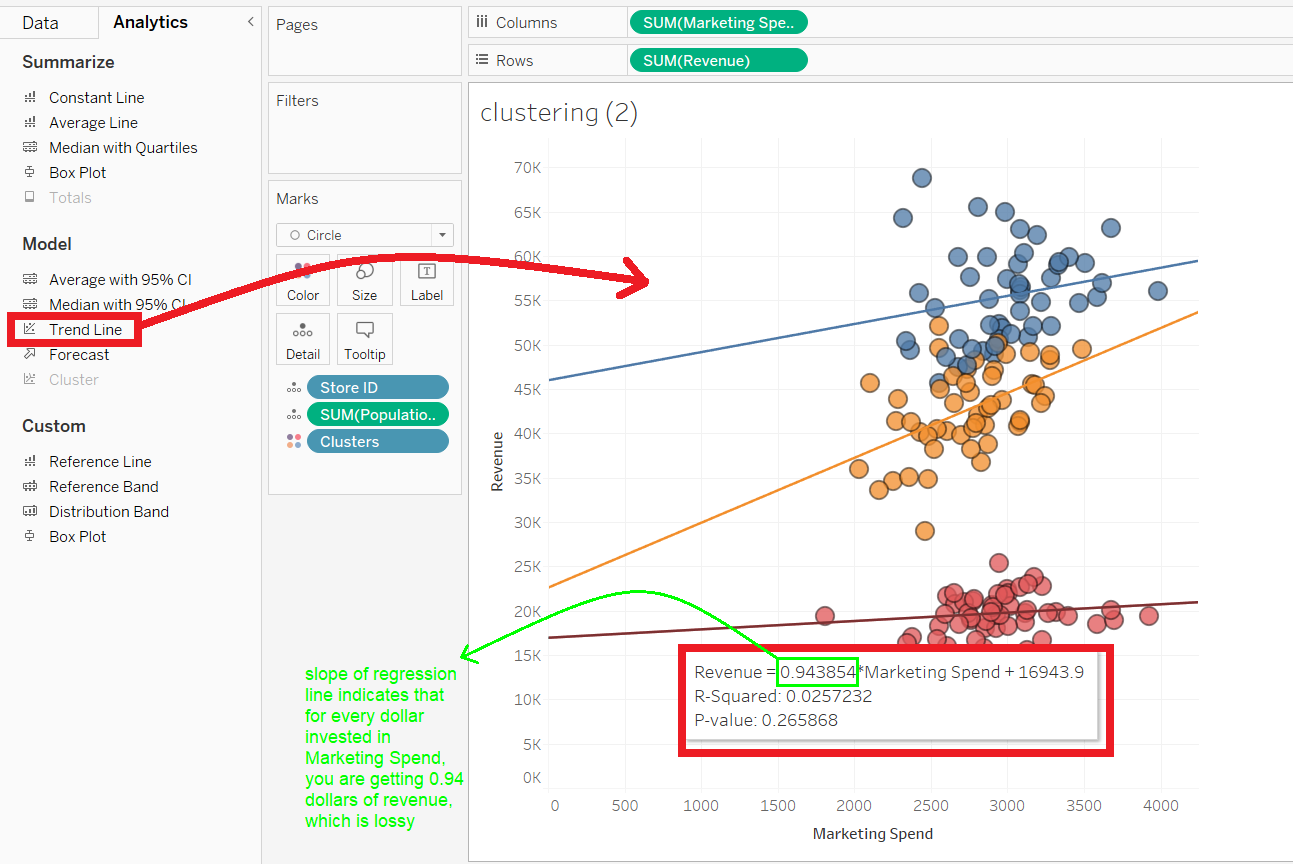 Data
Analytics
Summarize
Constant Line
Average Line
Median with Quartiles
Box Plot
Totals
Model
Average with 95% CI
Median with 95% CI
Trend Line
Forecast
Cluster
Custom
Reference Line
Reference Band
Distribution Band
Box Plot
Pages
Filters
Marks
Circle
Color
Size
Label
Detail
Tooltip
Store ID
SUM(Populatio..
Clusters
Columns
SUM(Marketing Spe..
Rows
SUM(Revenue)
clustering (2)
70K
65K
60K
55K
50K
45K
40K
35K
30K
25K
20K
15K
10K
5K
0K
Revenue
0 500 1000 1500 2000 2500 3000 3500 4000
Marketing Spend
Revenue = 0.943854*Marketing Spend + 16943.9
R-Squared: 0.0257232
P-value: 0.265868
slope of regression
line indicates that
for every dollar
invested in
Marketing Spend,
you are getting 0.94
dollars of revenue,
which is lossy